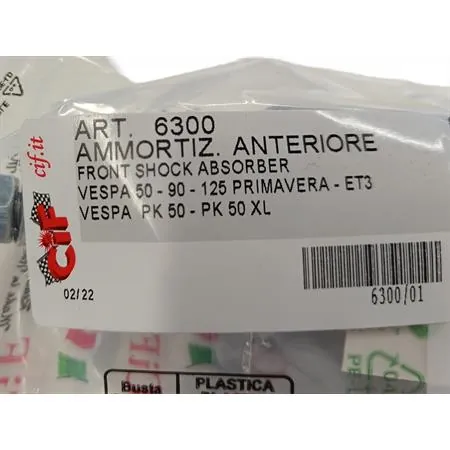 ART. 6300
AMMORTIZ. ANTERIORE
FRONT SHOCK ABSORBER
VESPA 50 - 90 - 125 PRIMAVERA - ET3
VESPA PK 50 - PK 50 XL
cif.it
CIF
02/22
6300/01
Busta
PLASTICA